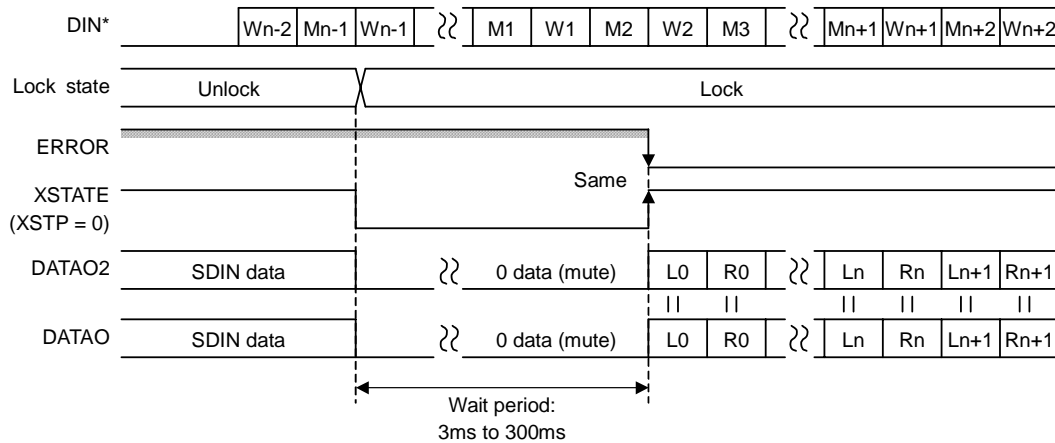 DIN* Wn-2 Mn-1 Wn-1 M1 W1 M2 W2 M3 Mn+1 Wn+1 Mn+2 Wn+2
Lock state Unlock Lock
ERROR
Same
XSTATE
(XSTP = 0)
DATAO2 SDIN data 0 data (mute) L0 R0 Ln Rn Ln+1 Rn+1
DATAO SDIN data 0 data (mute) L0 R0 Ln Rn Ln+1 Rn+1
Wait period:
3ms to 300ms